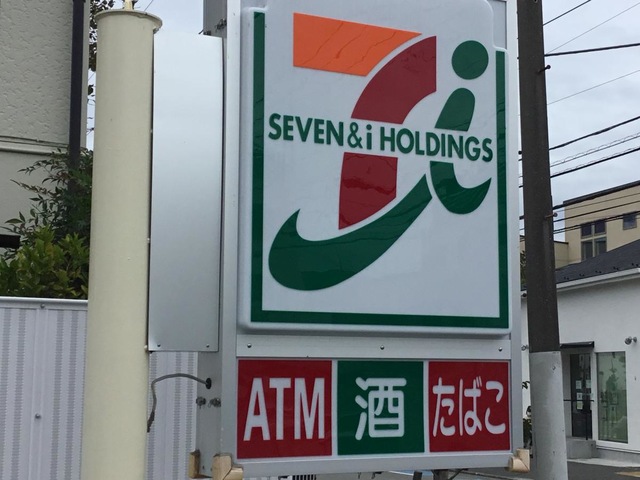 SEVEN&i HOLDINGS
ATM 酒 たばこ